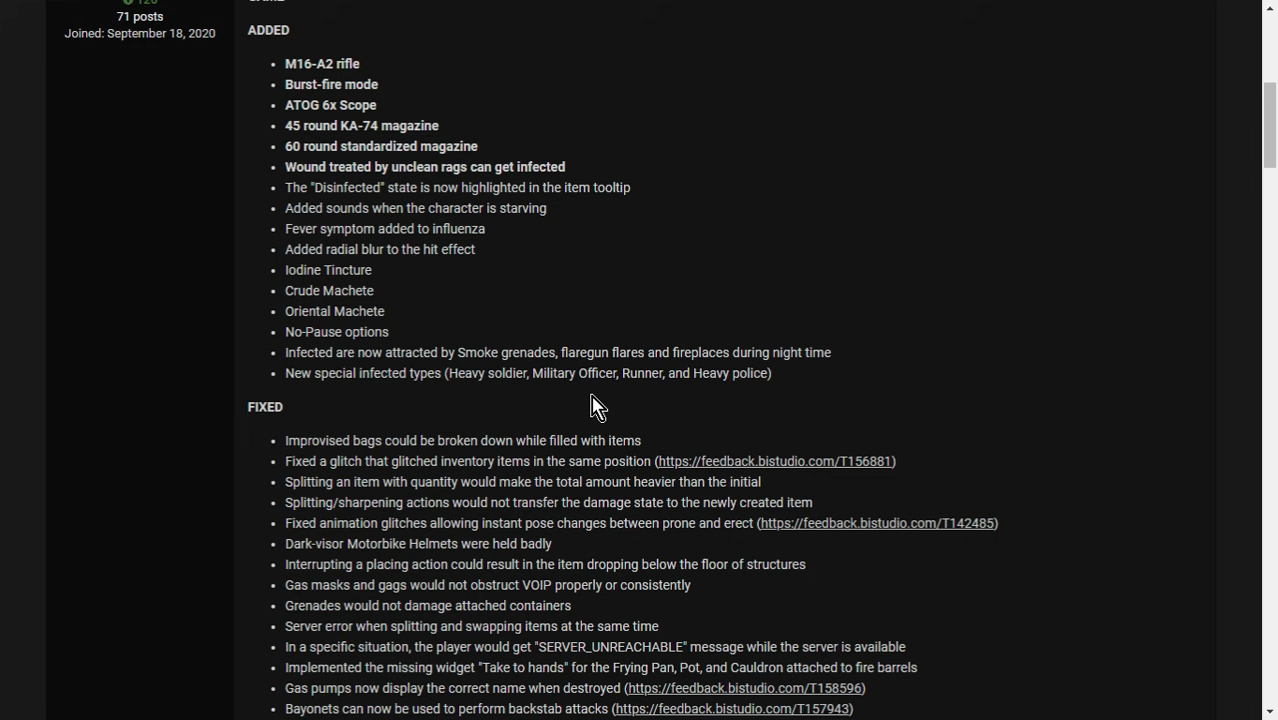 71 posts
Joined: September 18, 2020
ADDED
M16-A2 rifle
Burst-fire mode
ATOG 6x Scope
45 round KA-74 magazine
60 round standardized magazine
Wound treated by unclean rags can get infected
The "Disinfected" state is now highlighted in the item tooltip
Added sounds when the character is starving
Fever symptom added to influenza
Added radial blur to the hit effect
Iodine Tincture
Crude Machete
Oriental Machete
No-Pause options
Infected are now attracted by Smoke grenades, flaregun flares and fireplaces during night time
New special infected types (Heavy soldier, Military Officer, Runner, and Heavy police)
FIXED
Improvised bags could be broken down while filled with items
Fixed a glitch that glitched inventory items in the same position (https://feedback.bistudio.com/T156881)
Splitting an item with quantity would make the total amount heavier than the initial
Splitting/sharpening actions would not transfer the damage state to the newly created item
Fixed animation glitches allowing instant pose changes between prone and erect (https://feedback.bistudio.com/T142485)
Dark-visor Motorbike Helmets were held badly
Interrupting a placing action could result in the item dropping below the floor of structures
Gas masks and gags would not obstruct VOIP properly or consistently
Grenades would not damage attached containers
Server error when splitting and swapping items at the same time
In a specific situation, the player would get "SERVER_UNREACHABLE" message while the server is available
Implemented the missing widget "Take to hands" for the Frying Pan, Pot, and Cauldron attached to fire barrels
Gas pumps now display the correct name when destroyed (https://feedback.bistudio.com/T158596)
Bayonets can now be used to perform backstab attacks (https://feedback.bistudio.com/T157943)